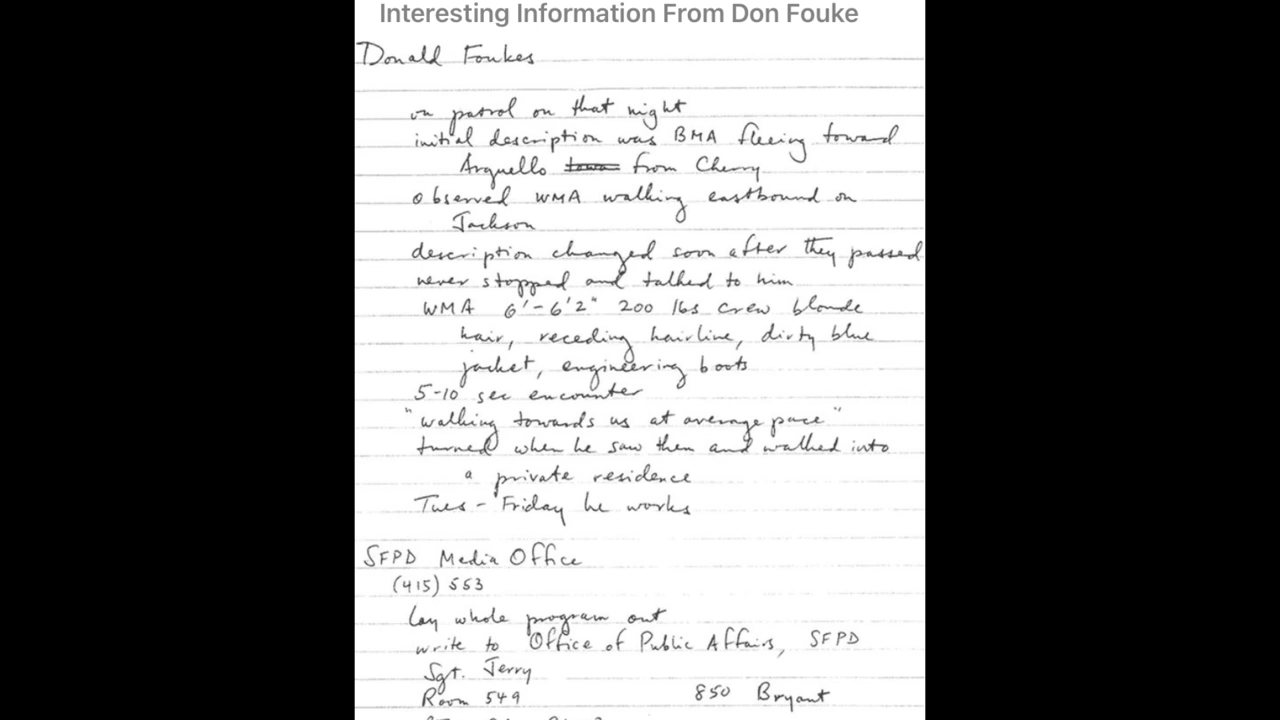 Interesting Information From Don Fouke
Donald Foukes
on patrol on that night
initial description was BMA fleeing toward
Arguello towa from Cherry
observed WMA walking eastbound on
Jackson
description changed soon after they passed
never stopped and talked to him
WMA 6'-6'2" 200 lbs crew blonde
hair, receding hairline, dirty blue
jacket, engineering boots
5-10 sec encounter
"walking towards us at average pace"
turned when he saw them and walked into
a private residence
Tues - Friday he works
SFPD Media Office
(415) 553
Lay whole program out
write to Office of Public Affairs, SFPD
Sgt. Jerry
Room 549 850 Bryant